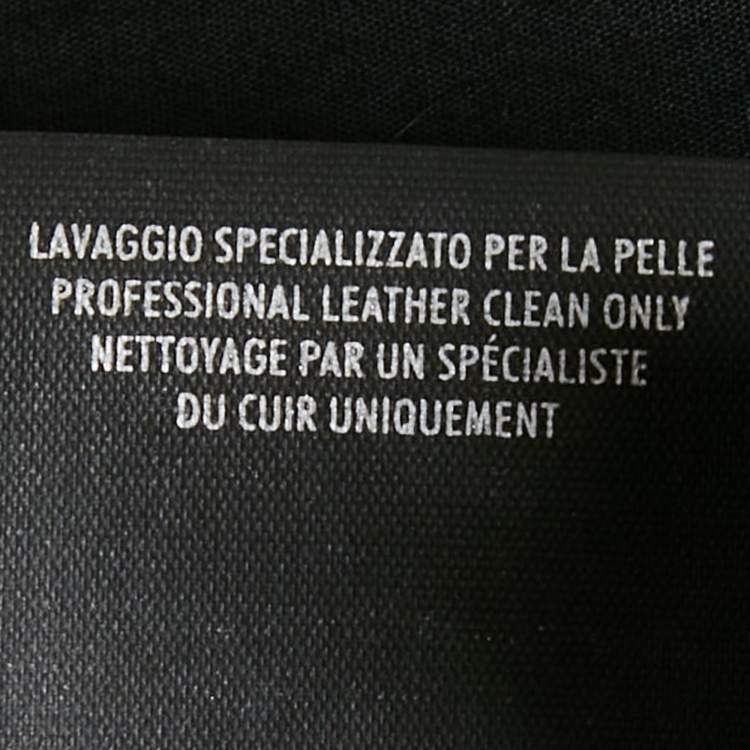 LAVAGGIO SPECIALIZZATO PER LA PELLE
PROFESSIONAL LEATHER CLEAN ONLY
NETTOYAGE PAR UN SPÉCIALISTE
DU CUIR UNIQUEMENT